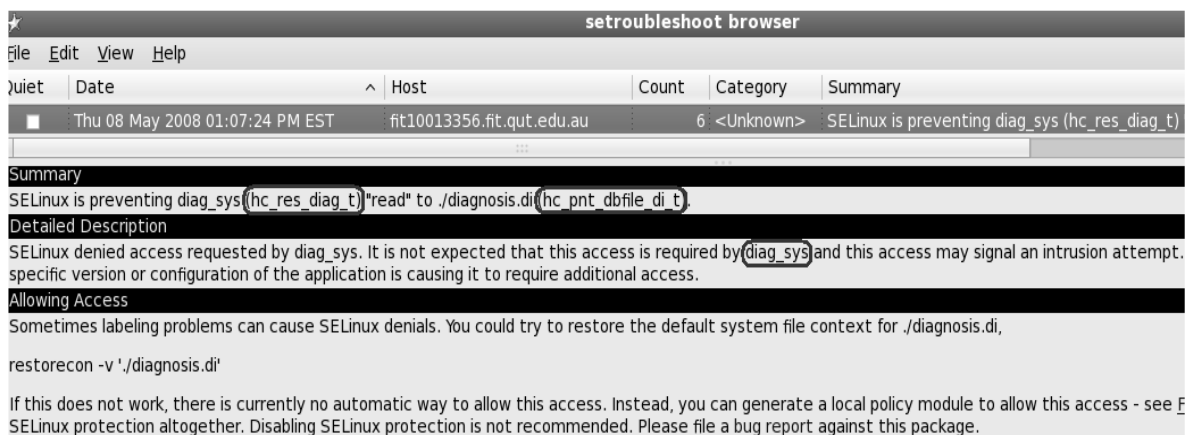 setroubleshoot browser
File Edit View Help
Quiet Date Host Count Category Summary
Thu 08 May 2008 01:07:24 PM EST fit10013356.fit.qut.edu.au 6 <Unknown> SELinux is preventing diag_sys (hc_res_diag_t)
Summary
SELinux is preventing diag_sys (hc_res_diag_t) "read" to ./diagnosis.di (hc_pnt_dbfile_di_t).
Detailed Description
SELinux denied access requested by diag_sys. It is not expected that this access is required by diag_sys and this access may signal an intrusion attempt.
specific version or configuration of the application is causing it to require additional access.
Allowing Access
Sometimes labeling problems can cause SELinux denials. You could try to restore the default system file context for ./diagnosis.di,
restorecon -v './diagnosis.di'
If this does not work, there is currently no automatic way to allow this access. Instead, you can generate a local policy module to allow this access - see
SELinux protection altogether. Disabling SELinux protection is not recommended. Please file a bug report against this package.